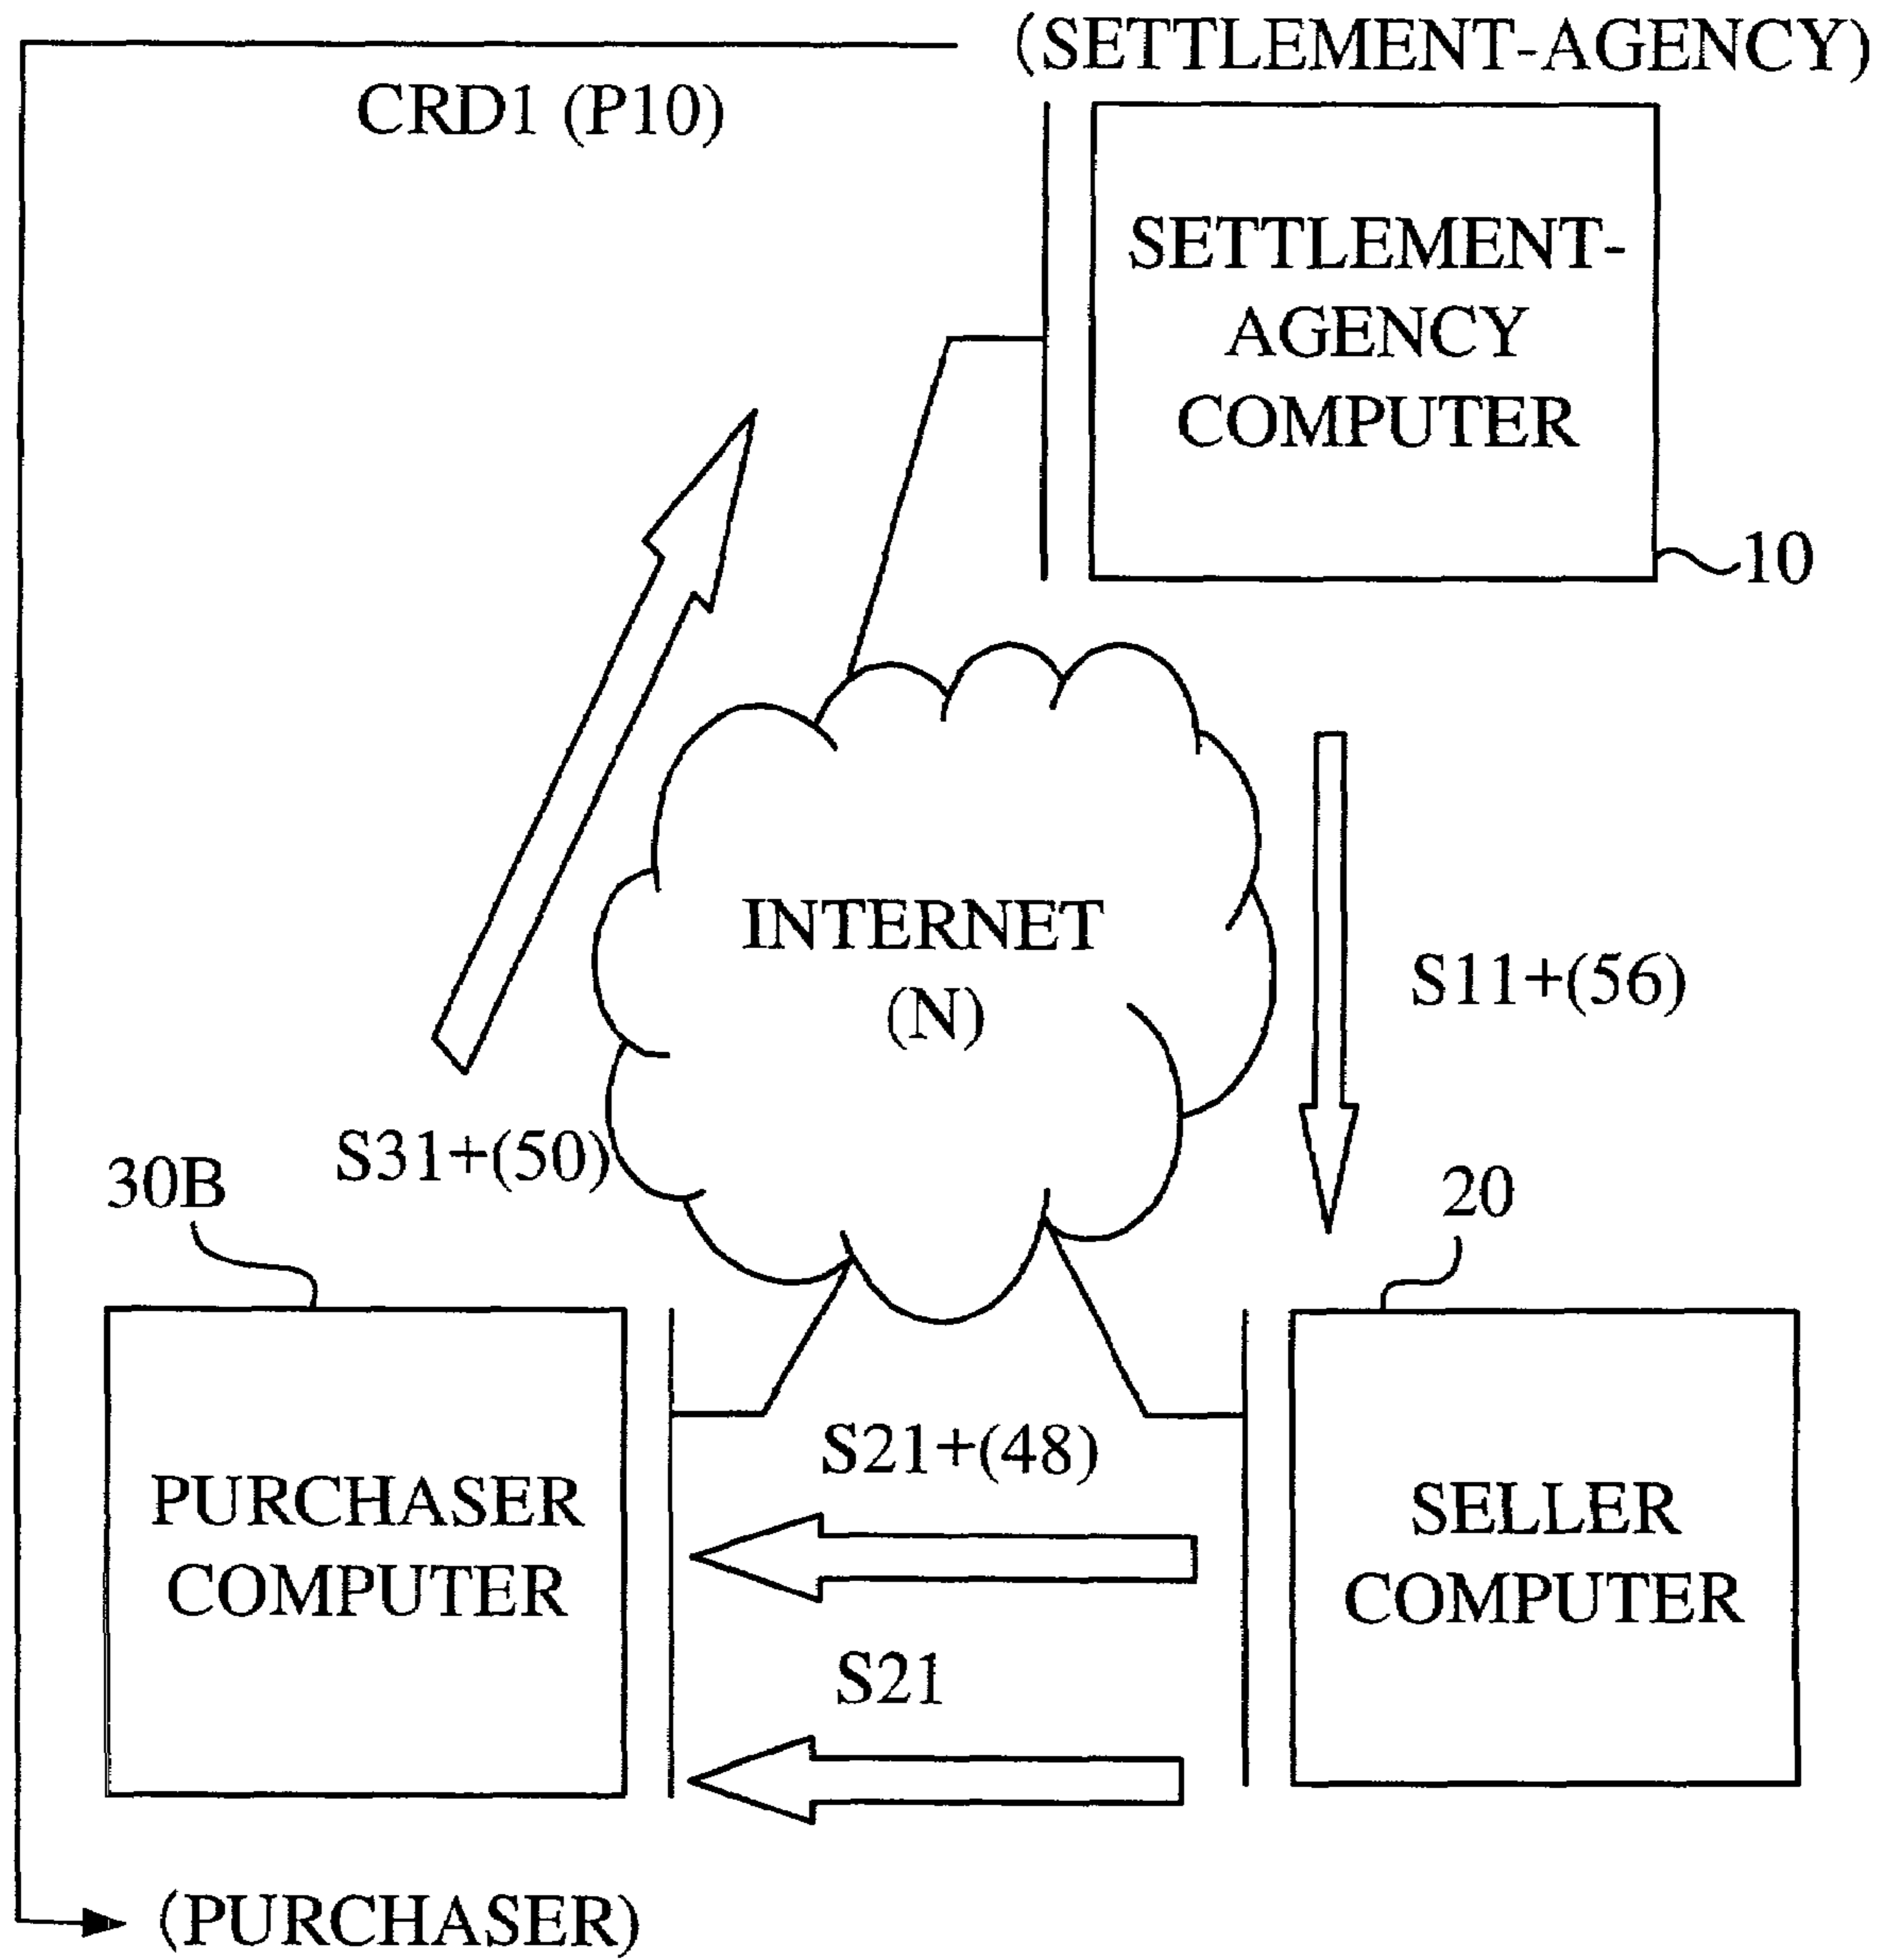 (SETTLEMENT-AGENCY)
CRD1 (P10)
SETTLEMENT-
AGENCY
COMPUTER
10
INTERNET
(N)
S11+(56)
S31+(50)
30B
20
PURCHASER
COMPUTER
S21+(48)
SELLER
COMPUTER
S21
(PURCHASER)